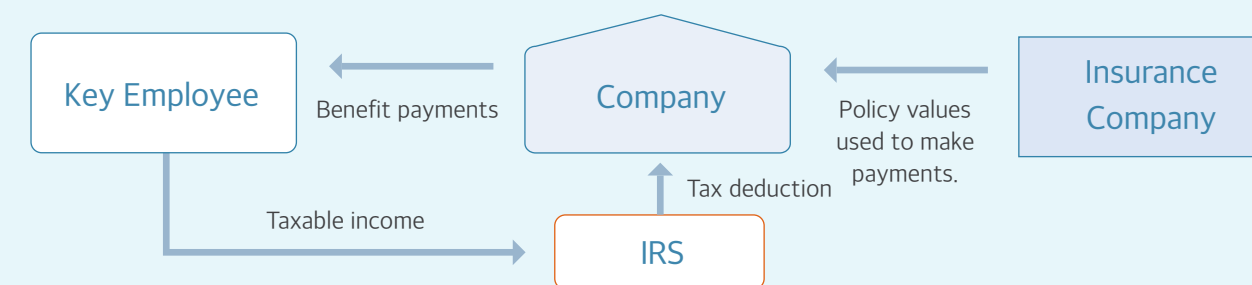 Key Employee
Benefit payments
Company
Policy values
used to make
payments.
Insurance
Company
Taxable income
Tax deduction
IRS